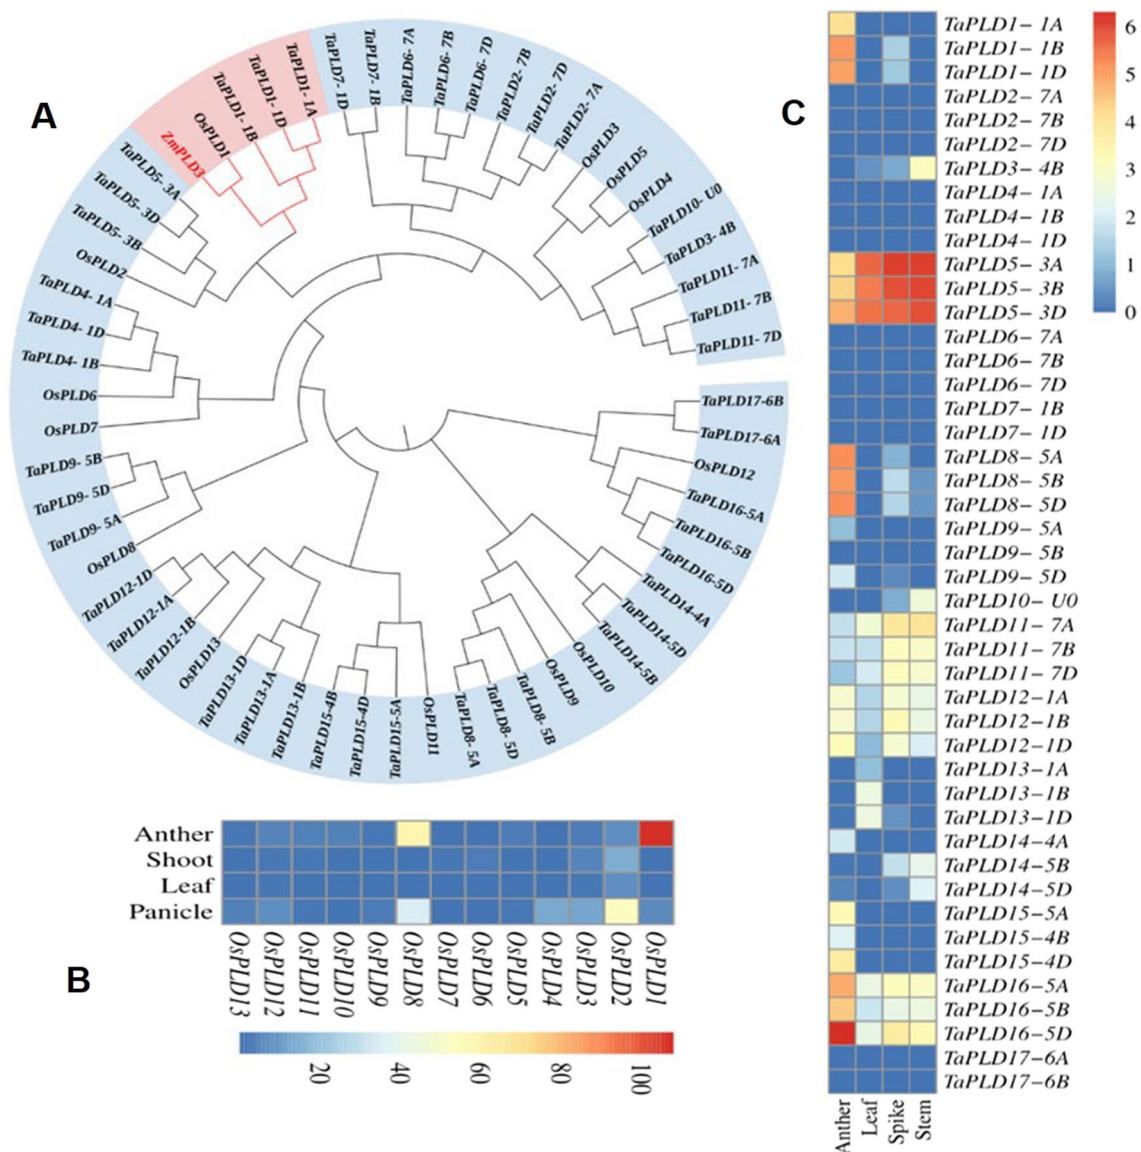 A
TaPLD7- 1D
TaPLD7- 1B
TaPLD6- 7A
TaPLD6- 7B
TaPLD6- 7D
TaPLD2- 7B
TaPLD2- 7D
TaPLD2- 7A
OsPLD3
OsPLD5
OsPLD4
TaPLD10- U0
TaPLD3- 4B
TaPLD11- 7A
TaPLD11- 7B
TaPLD11- 7D
TaPLD17-6B
TaPLD17-6A
OsPLD12
TaPLD16-5A
TaPLD16-5B
TaPLD16-5D
TaPLD14-4A
TaPLD14-5D
TaPLD14-5B
OsPLD10
OsPLD9
TaPLD8- 5B
TaPLD8- 5D
TaPLD8- 5A
OsPLD11
TaPLD15-5A
TaPLD15-4D
TaPLD15-4B
TaPLD13-1B
TaPLD13-1A
TaPLD13-1D
OsPLD13
TaPLD12-1B
TaPLD12-1A
TaPLD12-1D
OsPLD8
TaPLD9- 5A
TaPLD9- 5D
TaPLD9- 5B
OsPLD7
OsPLD6
TaPLD4- 1B
TaPLD4- 1D
TaPLD4- 1A
OsPLD2
TaPLD5- 3B
TaPLD5- 3D
TaPLD5- 3A
ZmPLD3
OsPLD1
TaPLD1- 1B
TaPLD1- 1D
TaPLD1- 1A
B
Anther
Shoot
Leaf
Panicle
OsPLD13
OsPLD12
OsPLD11
OsPLD10
OsPLD9
OsPLD8
OsPLD7
OsPLD6
OsPLD5
OsPLD4
OsPLD3
OsPLD2
OsPLD1
20
40
60
80
100
C
TaPLD1- 1A
TaPLD1- 1B
TaPLD1- 1D
TaPLD2- 7A
TaPLD2- 7B
TaPLD2- 7D
TaPLD3- 4B
TaPLD4- 1A
TaPLD4- 1B
TaPLD4- 1D
TaPLD5- 3A
TaPLD5- 3B
TaPLD5- 3D
TaPLD6- 7A
TaPLD6- 7B
TaPLD6- 7D
TaPLD7- 1B
TaPLD7- 1D
TaPLD8- 5A
TaPLD8- 5B
TaPLD8- 5D
TaPLD9- 5A
TaPLD9- 5B
TaPLD9- 5D
TaPLD10- U0
TaPLD11- 7A
TaPLD11- 7B
TaPLD11- 7D
TaPLD12-1A
TaPLD12-1B
TaPLD12-1D
TaPLD13-1A
TaPLD13-1B
TaPLD13-1D
TaPLD14-4A
TaPLD14-5B
TaPLD14-5D
TaPLD15-5A
TaPLD15-4B
TaPLD15-4D
TaPLD16-5A
TaPLD16-5B
TaPLD16-5D
TaPLD17-6A
TaPLD17-6B
Anther
Leaf
Spike
Stem
6
5
4
3
2
1
0